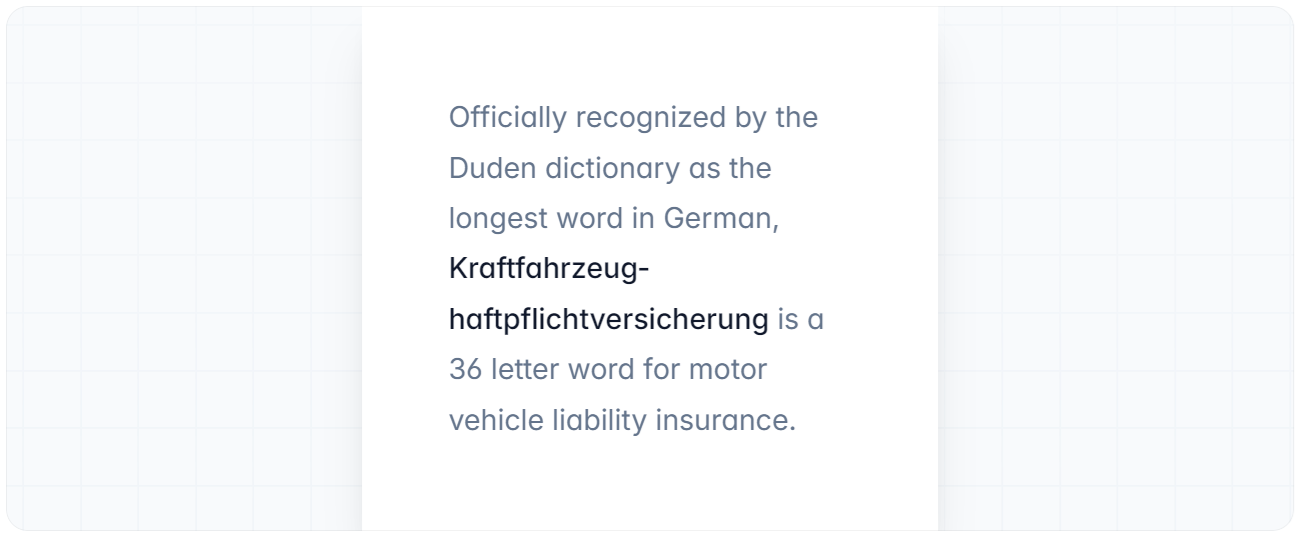 Officially recognized by the
Duden dictionary as the
longest word in German,
Kraftfahrzeug-
haftpflichtversicherung is a
36 letter word for motor
vehicle liability insurance.